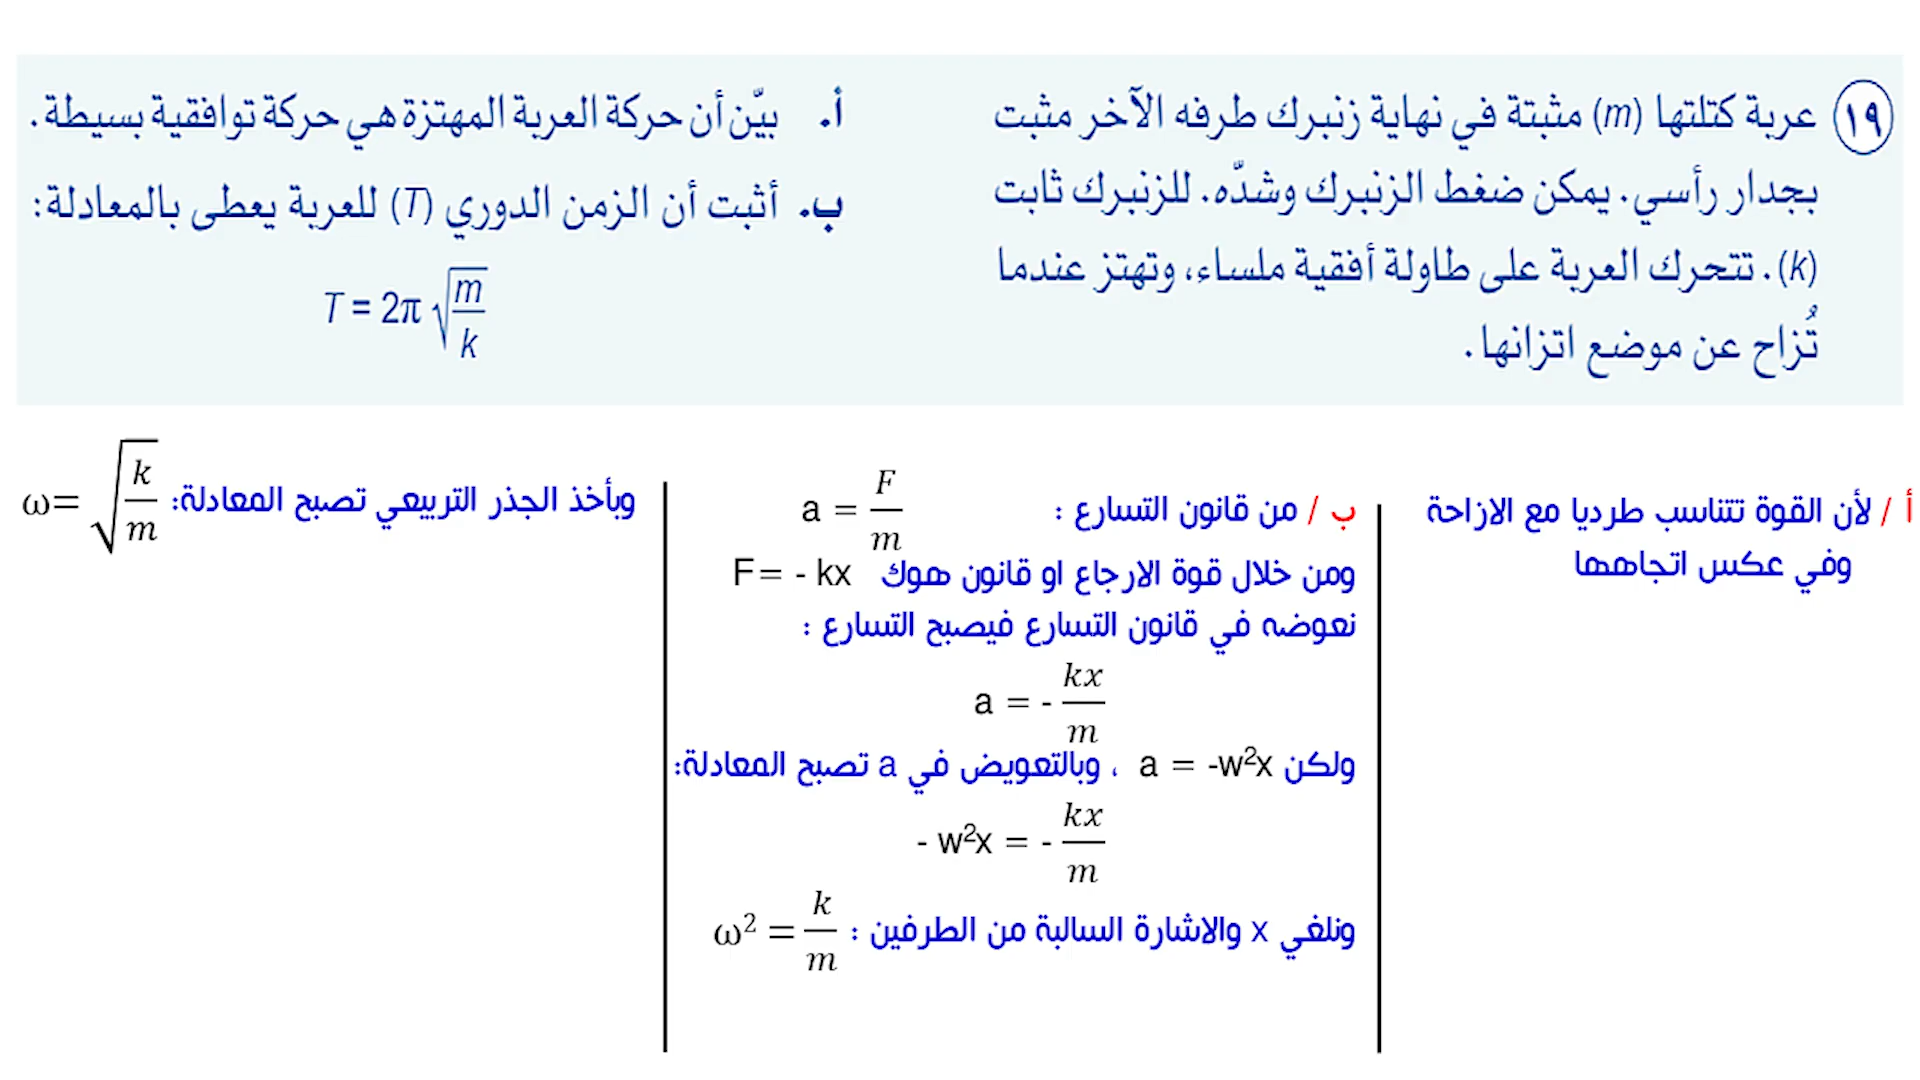 ١٩ عربة كتلتها (m) مثبتة في نهاية زنبرك طرفه الآخر مثبت
بجدار رأسي. يمكن ضغط الزنبرك وشدّه. للزنبرك ثابت
(k). تتحرك العربة على طاولة أفقية ملساء، وتهتز عندما
تُزاح عن موضع اتزانها.
أ. بيّن أن حركة العربة المهتزة هي حركة توافقية بسيطة.
ب. أثبت أن الزمن الدوري (T) للعربة يعطى بالمعادلة:
T = 2π √(m/k)
أ / لأن القوة تتناسب طرديا مع الازاحة
وفي عكس اتجاهها
ب / من قانون التسارع : a = F/m
ومن خلال قوة الارجاع او قانون هوك F= - kx
نعوضه في قانون التسارع فيصبح التسارع :
a = - kx/m
ولكن a = -w²x ، وبالتعويض في a تصبح المعادلة:
- w²x = - kx/m
ونلغي x والاشارة السالبة من الطرفين : ω² = k/m
وبأخذ الجذر التربيعي تصبح المعادلة: ω= √(k/m)